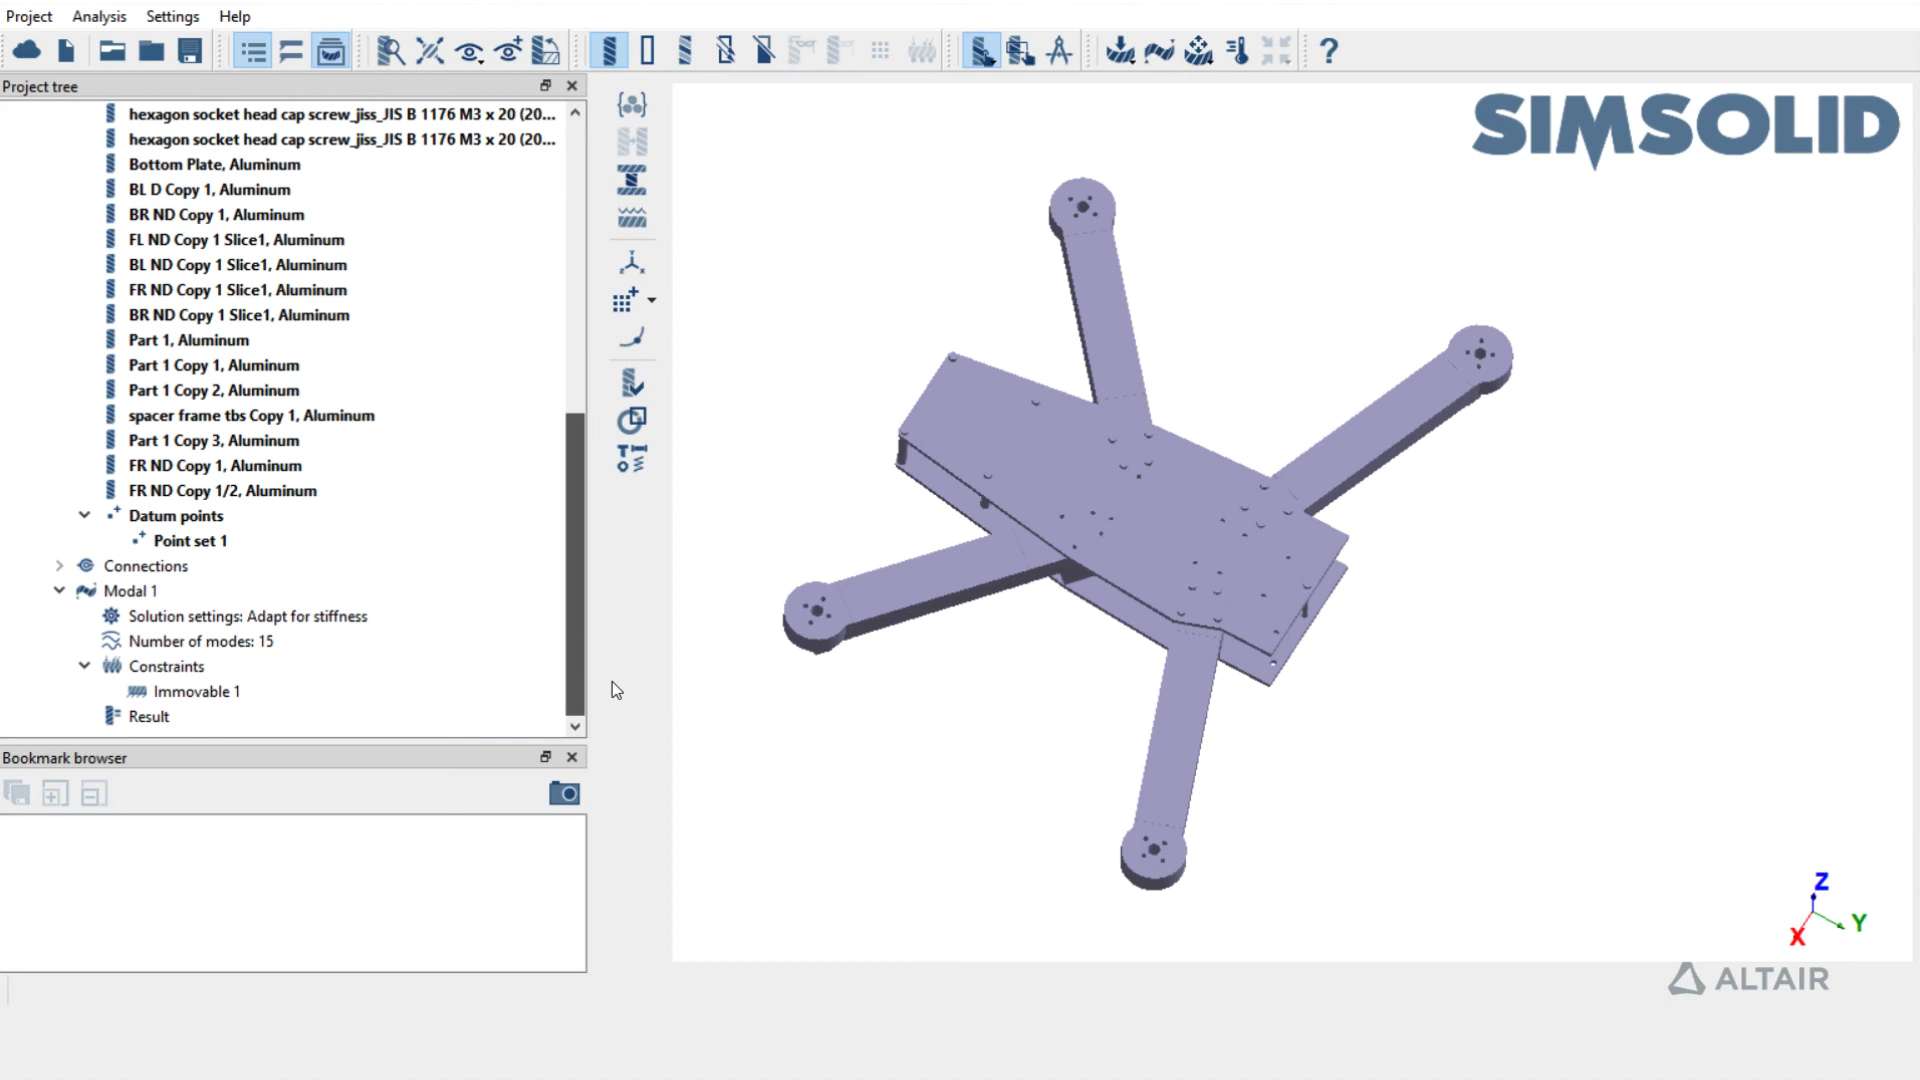 Project Analysis Settings Help
Project tree
hexagon socket head cap screw_jiss_JIS B 1176 M3 x 20 (20...
hexagon socket head cap screw_jiss_JIS B 1176 M3 x 20 (20...
Bottom Plate, Aluminum
BL D Copy 1, Aluminum
BR ND Copy 1, Aluminum
FL ND Copy 1 Slice1, Aluminum
BL ND Copy 1 Slice1, Aluminum
FR ND Copy 1 Slice1, Aluminum
BR ND Copy 1 Slice1, Aluminum
Part 1, Aluminum
Part 1 Copy 1, Aluminum
Part 1 Copy 2, Aluminum
spacer frame tbs Copy 1, Aluminum
Part 1 Copy 3, Aluminum
FR ND Copy 1, Aluminum
FR ND Copy 1/2, Aluminum
Datum points
Point set 1
Connections
Modal 1
Solution settings: Adapt for stiffness
Number of modes: 15
Constraints
Immovable 1
Result
Bookmark browser
SIMSOLID
Z
Y
X
ALTAIR